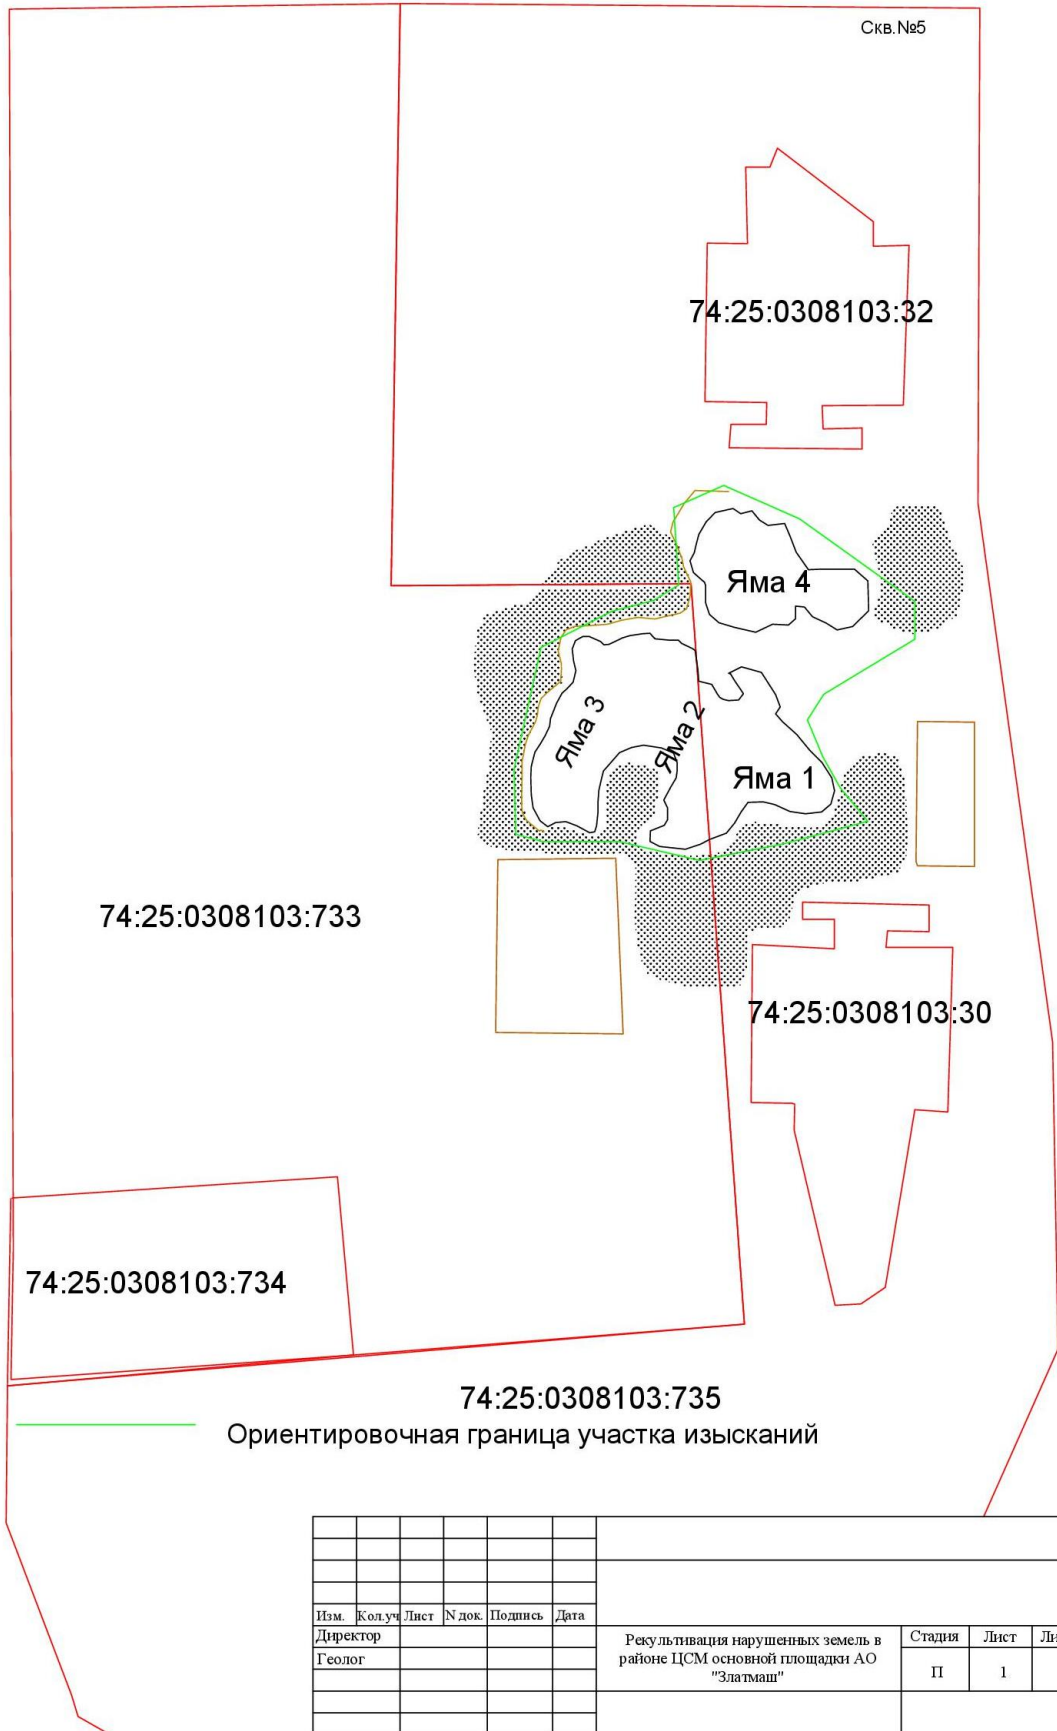 Скв.№5
74:25:0308103:32
Яма 4
Яма 3
Яма 2
Яма 1
74:25:0308103:733
74:25:0308103:30
74:25:0308103:734
74:25:0308103:735
Ориентировочная граница участка изысканий
Изм. Кол.уч Лист N док. Подпись Дата
Директор
Геолог
Рекультивация нарушенных земель в
районе ЦСМ основной площадки АО
"Златмаш"
Стадия Лист
П 1